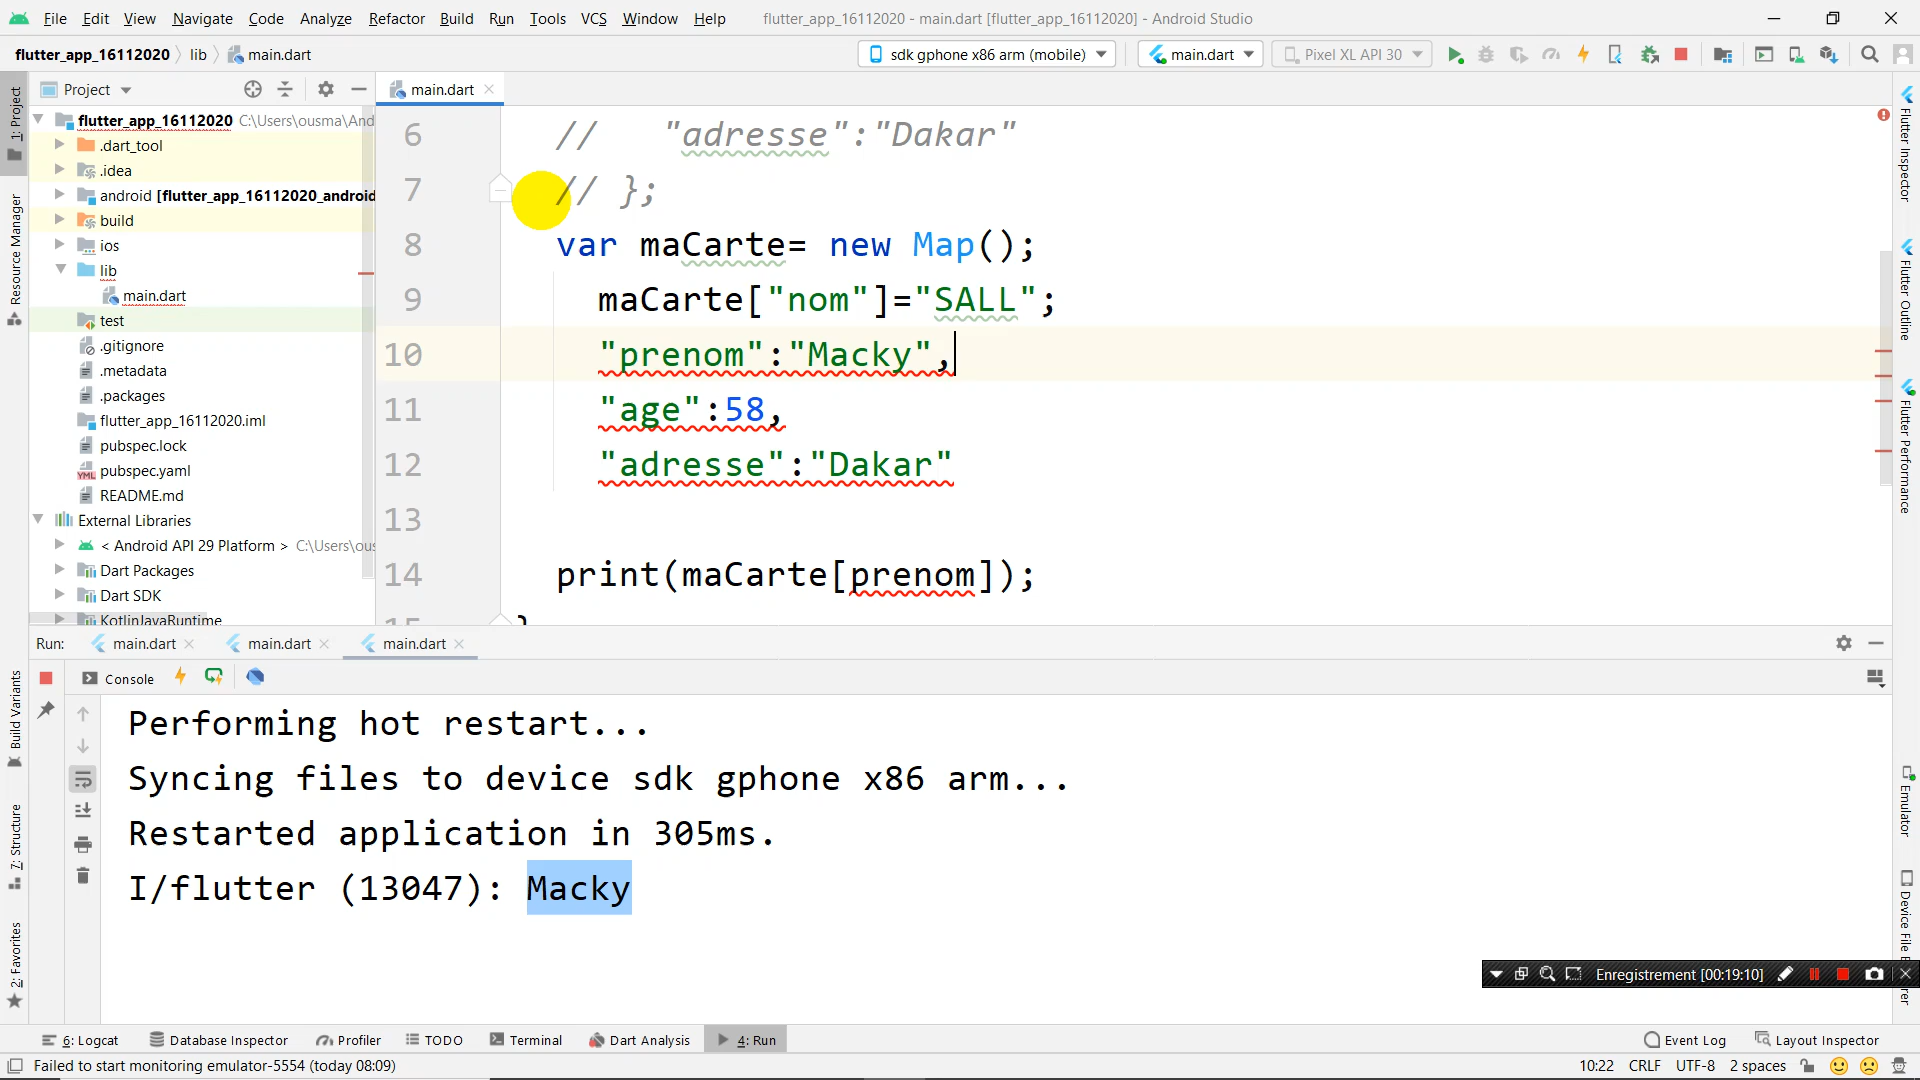 File Edit View Navigate Code Analyze Refactor Build Run Tools VCS Window Help flutter_app_16112020 - main.dart [flutter_app_16112020] - Android Studio
flutter_app_16112020 lib main.dart sdk gphone x86 arm (mobile) main.dart Pixel XL API 30
Project main.dart
1: Project
Resource Manager
Build Variants
7: Structure
2: Favorites
flutter_app_16112020 C:\Users\ousma\And
.dart_tool
.idea
android [flutter_app_16112020_android
build
ios
lib
main.dart
test
.gitignore
.metadata
.packages
flutter_app_16112020.iml
pubspec.lock
pubspec.yaml
README.md
External Libraries
< Android API 29 Platform > C:\Users\ous
Dart Packages
Dart SDK
KotlinJavaRuntime
6 // "adresse":"Dakar"
7 // };
8 var maCarte= new Map();
9 maCarte["nom"]="SALL";
10 "prenom":"Macky",
11 "age":58,
12 "adresse":"Dakar"
13
14 print(maCarte[prenom]);
15 }
Flutter Inspector
Flutter Outline
Flutter Performance
Emulator
Run: main.dart main.dart main.dart
Console
Performing hot restart...
Syncing files to device sdk gphone x86 arm...
Restarted application in 305ms.
I/flutter (13047): Macky
Enregistrement [00:19:10]
6: Logcat Database Inspector Profiler TODO Terminal Dart Analysis 4: Run Event Log Layout Inspector
Failed to start monitoring emulator-5554 (today 08:09) 10:22 CRLF UTF-8 2 spaces